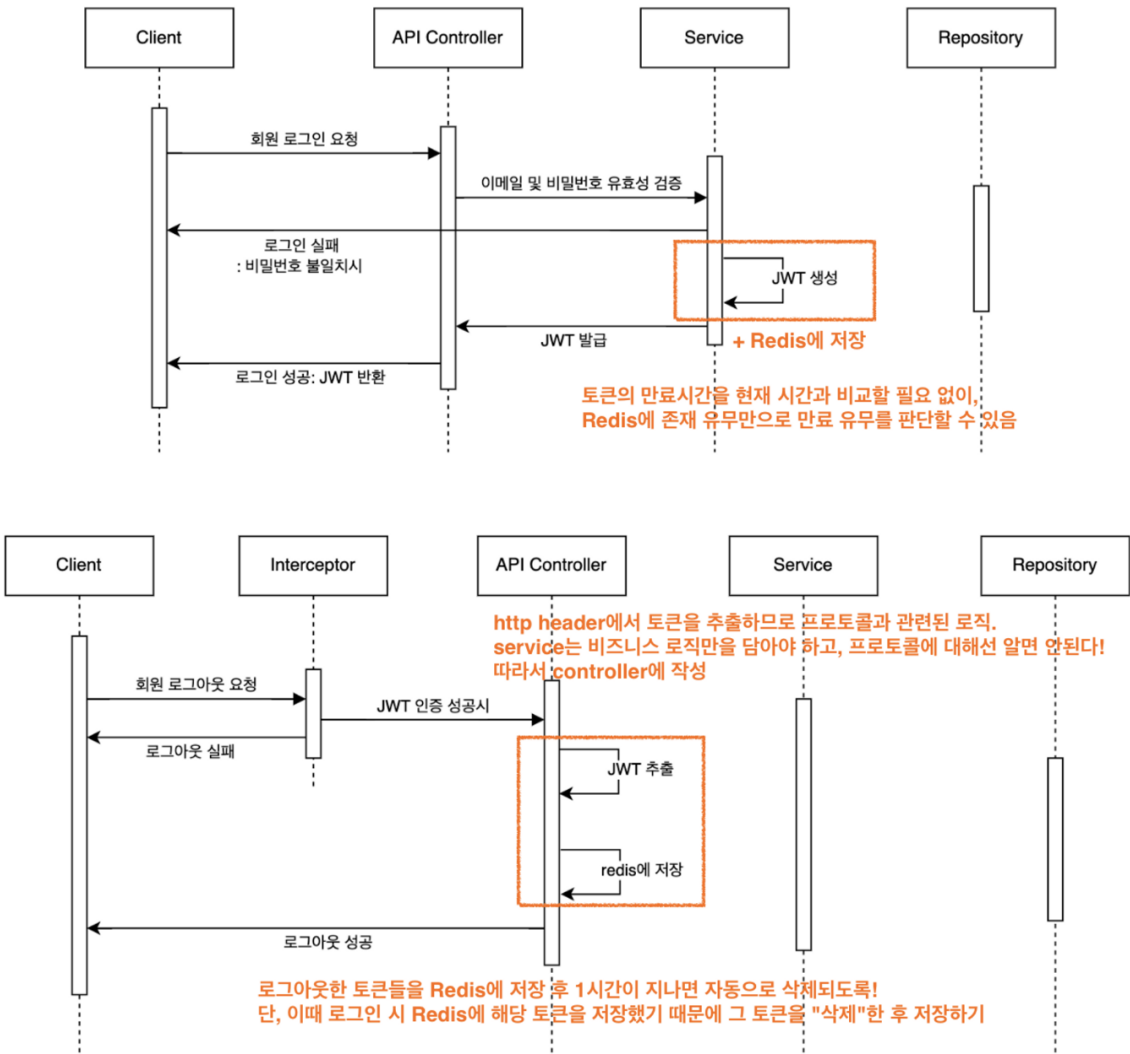 Client
API Controller
Service
Repository
회원 로그인 요청
이메일 및 비밀번호 유효성 검증
로그인 실패
: 비밀번호 불일치시
JWT 생성
JWT 발급
+ Redis에 저장
로그인 성공: JWT 반환
토큰의 만료시간을 현재 시간과 비교할 필요 없이,
Redis에 존재 유무만으로 만료 유무를 판단할 수 있음
Client
Interceptor
API Controller
Service
Repository
http header에서 토큰을 추출하므로 프로토콜과 관련된 로직.
service는 비즈니스 로직만을 담아야 하고, 프로토콜에 대해선 알면 안된다!
따라서 controller에 작성
회원 로그아웃 요청
JWT 인증 성공시
로그아웃 실패
JWT 추출
redis에 저장
로그아웃 성공
로그아웃한 토큰들을 Redis에 저장 후 1시간이 지나면 자동으로 삭제되도록!
단, 이때 로그인 시 Redis에 해당 토큰을 저장했기 때문에 그 토큰을 "삭제"한 후 저장하기